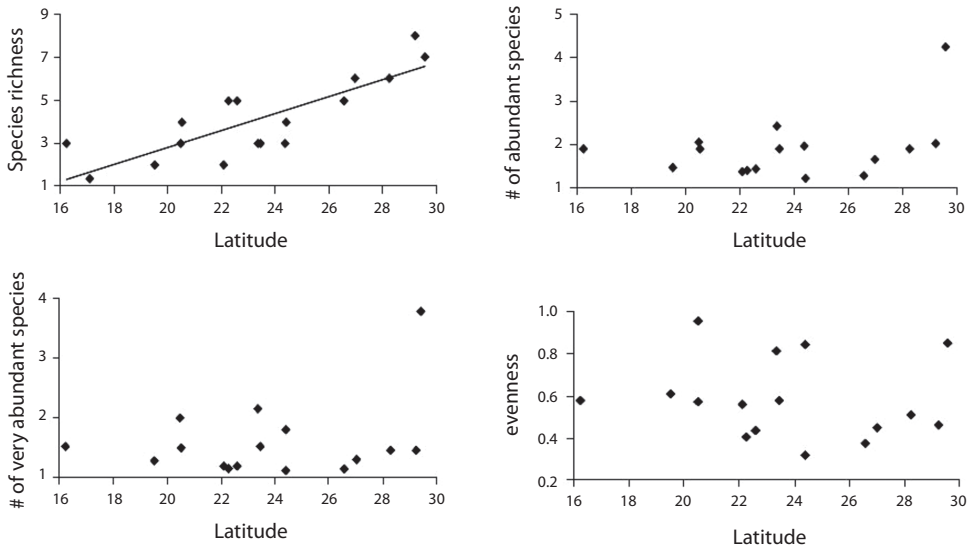 Species richness
9
7
5
3
1
16 18 20 22 24 26 28 30
Latitude
# of abundant species
5
4
3
2
1
16 18 20 22 24 26 28 30
Latitude
# of very abundant species
4
3
2
1
16 18 20 22 24 26 28 30
Latitude
evenness
1.0
0.8
0.6
0.4
0.2
16 18 20 22 24 26 28 30
Latitude